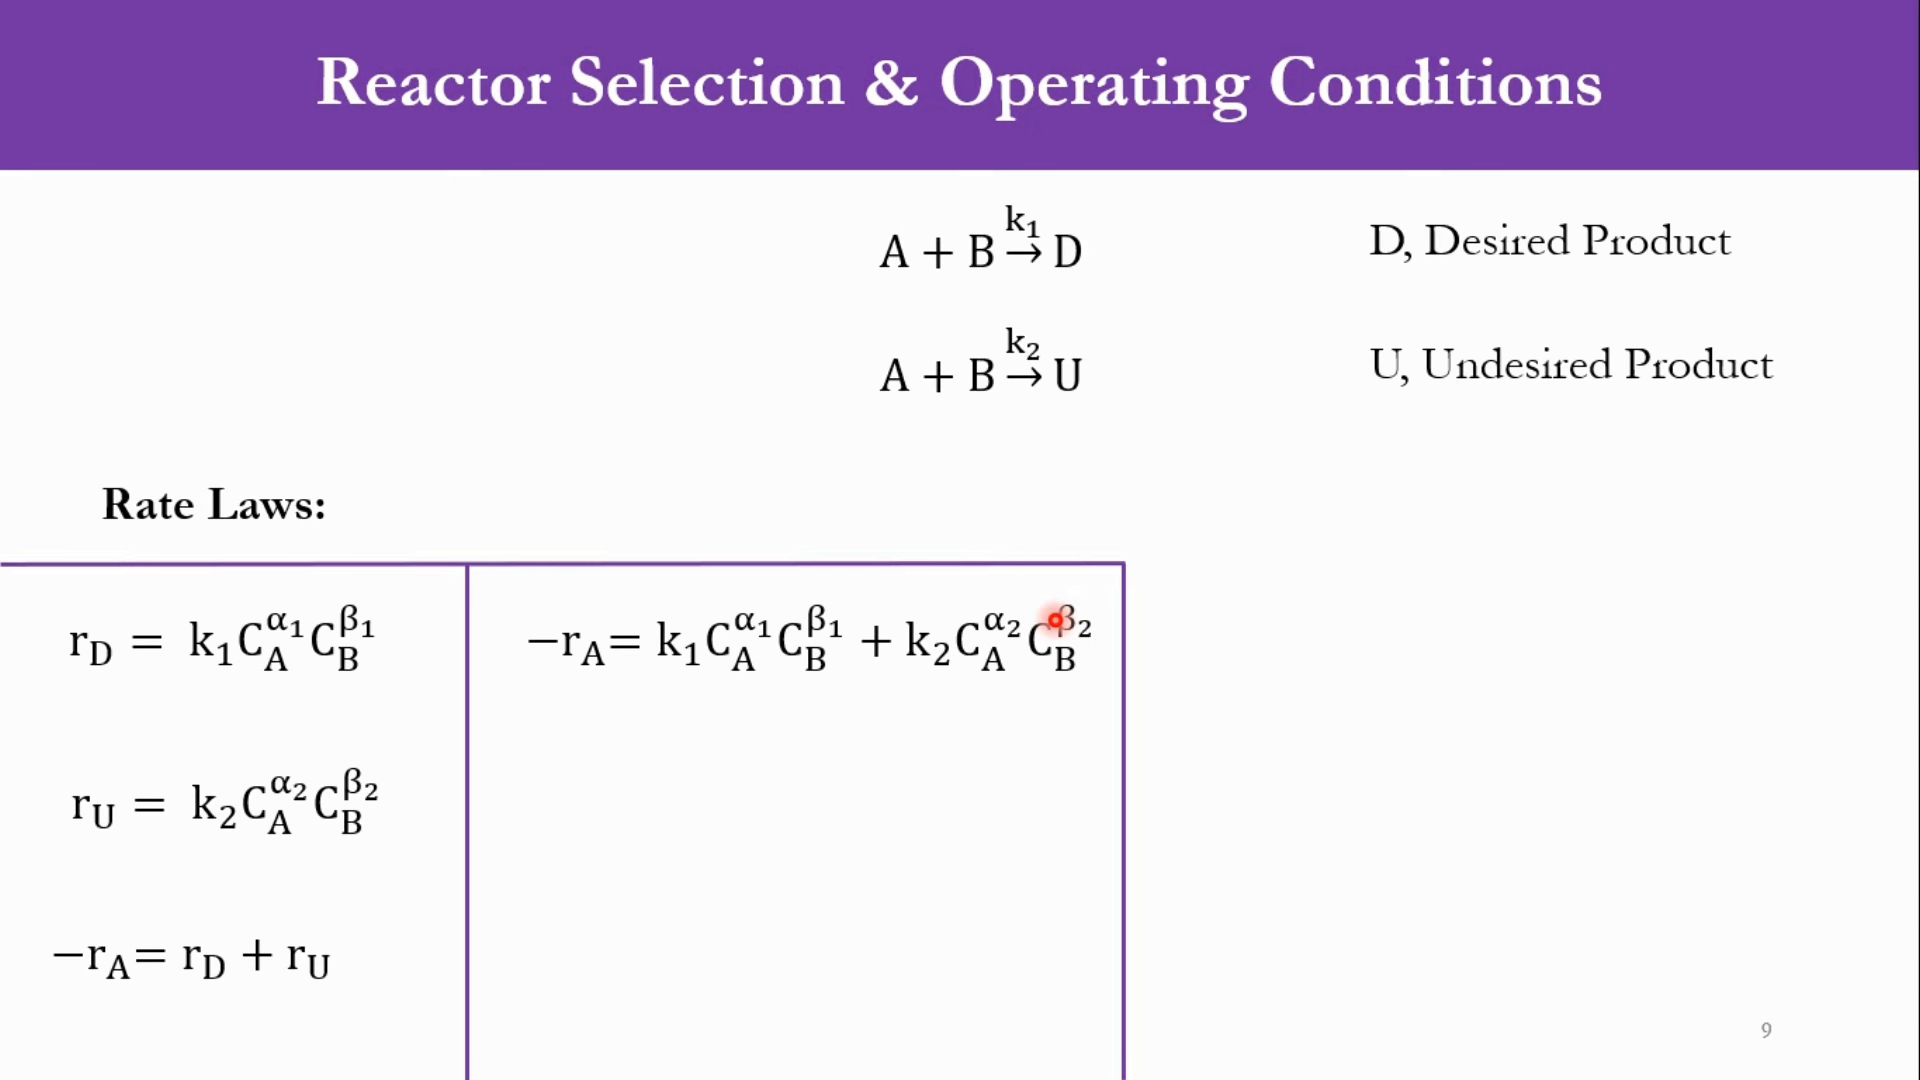 Reactor Selection & Operating Conditions
A + B →^{k₁} D    D, Desired Product
A + B →^{k₂} U    U, Undesired Product
Rate Laws:
r_D = k₁C_A^{α₁}C_B^{β₁}    −r_A= k₁C_A^{α₁}C_B^{β₁} + k₂C_A^{α₂}C_B^{β₂}
r_U = k₂C_A^{α₂}C_B^{β₂}
−r_A= r_D + r_U
9